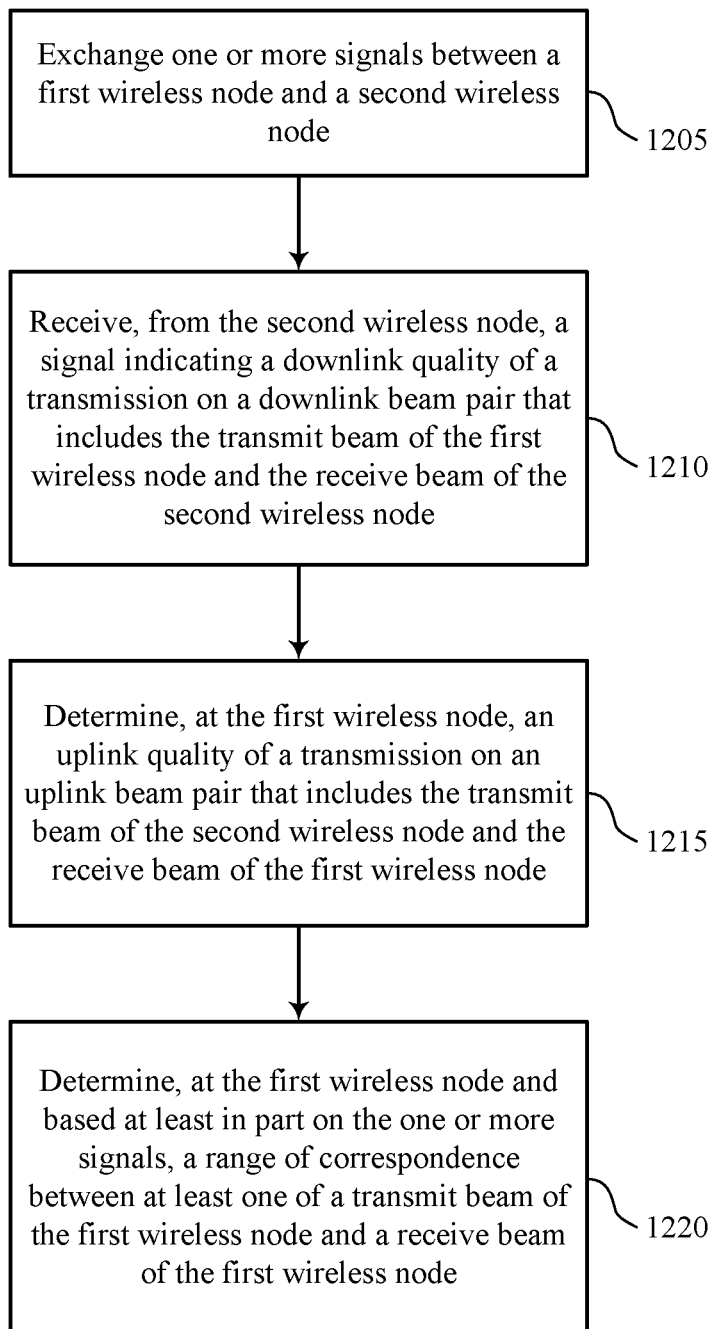 Exchange one or more signals between a
first wireless node and a second wireless
node
1205
Receive, from the second wireless node, a
signal indicating a downlink quality of a
transmission on a downlink beam pair that
includes the transmit beam of the first
wireless node and the receive beam of the
second wireless node
1210
Determine, at the first wireless node, an
uplink quality of a transmission on an
uplink beam pair that includes the transmit
beam of the second wireless node and the
receive beam of the first wireless node
1215
Determine, at the first wireless node and
based at least in part on the one or more
signals, a range of correspondence
between at least one of a transmit beam of
the first wireless node and a receive beam
of the first wireless node
1220